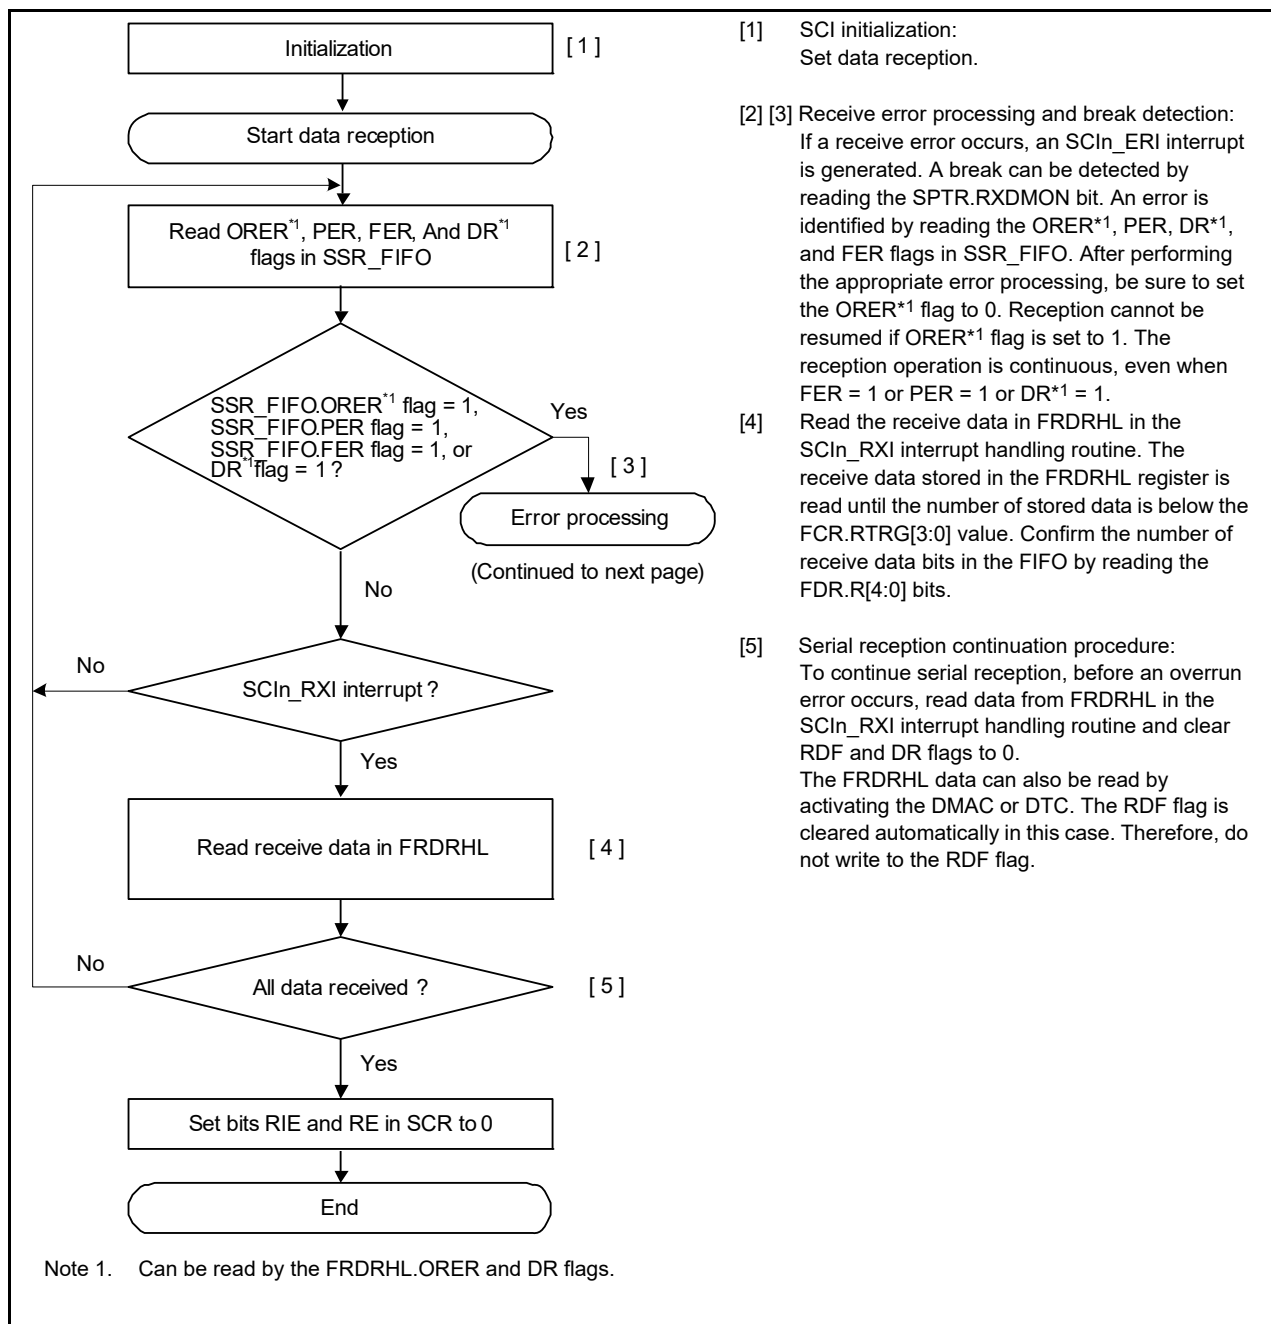 Initialization
[ 1 ]
Start data reception
Read ORER*1, PER, FER, And DR*1
flags in SSR_FIFO
[ 2 ]
SSR_FIFO.ORER*1 flag = 1,
SSR_FIFO.PER flag = 1,
SSR_FIFO.FER flag = 1, or
DR*1flag = 1 ?
Yes
[ 3 ]
Error processing
(Continued to next page)
No
No
SCIn_RXI interrupt ?
Yes
Read receive data in FRDRHL
[ 4 ]
No
All data received ?
[ 5 ]
Yes
Set bits RIE and RE in SCR to 0
End
[1] SCI initialization:
Set data reception.
[2] [3] Receive error processing and break detection:
If a receive error occurs, an SCIn_ERI interrupt
is generated. A break can be detected by
reading the SPTR.RXDMON bit. An error is
identified by reading the ORER*1, PER, DR*1,
and FER flags in SSR_FIFO. After performing
the appropriate error processing, be sure to set
the ORER*1 flag to 0. Reception cannot be
resumed if ORER*1 flag is set to 1. The
reception operation is continuous, even when
FER = 1 or PER = 1 or DR*1 = 1.
[4] Read the receive data in FRDRHL in the
SCIn_RXI interrupt handling routine. The
receive data stored in the FRDRHL register is
read until the number of stored data is below the
FCR.RTRG[3:0] value. Confirm the number of
receive data bits in the FIFO by reading the
FDR.R[4:0] bits.
[5] Serial reception continuation procedure:
To continue serial reception, before an overrun
error occurs, read data from FRDRHL in the
SCIn_RXI interrupt handling routine and clear
RDF and DR flags to 0.
The FRDRHL data can also be read by
activating the DMAC or DTC. The RDF flag is
cleared automatically in this case. Therefore, do
not write to the RDF flag.
Note 1. Can be read by the FRDRHL.ORER and DR flags.